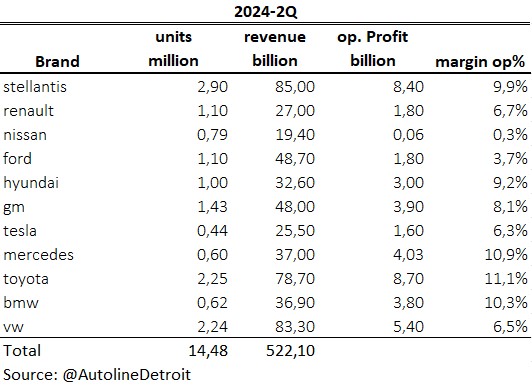 2024-2Q
units revenue op. Profit
Brand million billion billion margin op%
stellantis 2,90 85,00 8,40 9,9%
renault 1,10 27,00 1,80 6,7%
nissan 0,79 19,40 0,06 0,3%
ford 1,10 48,70 1,80 3,7%
hyundai 1,00 32,60 3,00 9,2%
gm 1,43 48,00 3,90 8,1%
tesla 0,44 25,50 1,60 6,3%
mercedes 0,60 37,00 4,03 10,9%
toyota 2,25 78,70 8,70 11,1%
bmw 0,62 36,90 3,80 10,3%
vw 2,24 83,30 5,40 6,5%
Total 14,48 522,10
Source: @AutolineDetroit